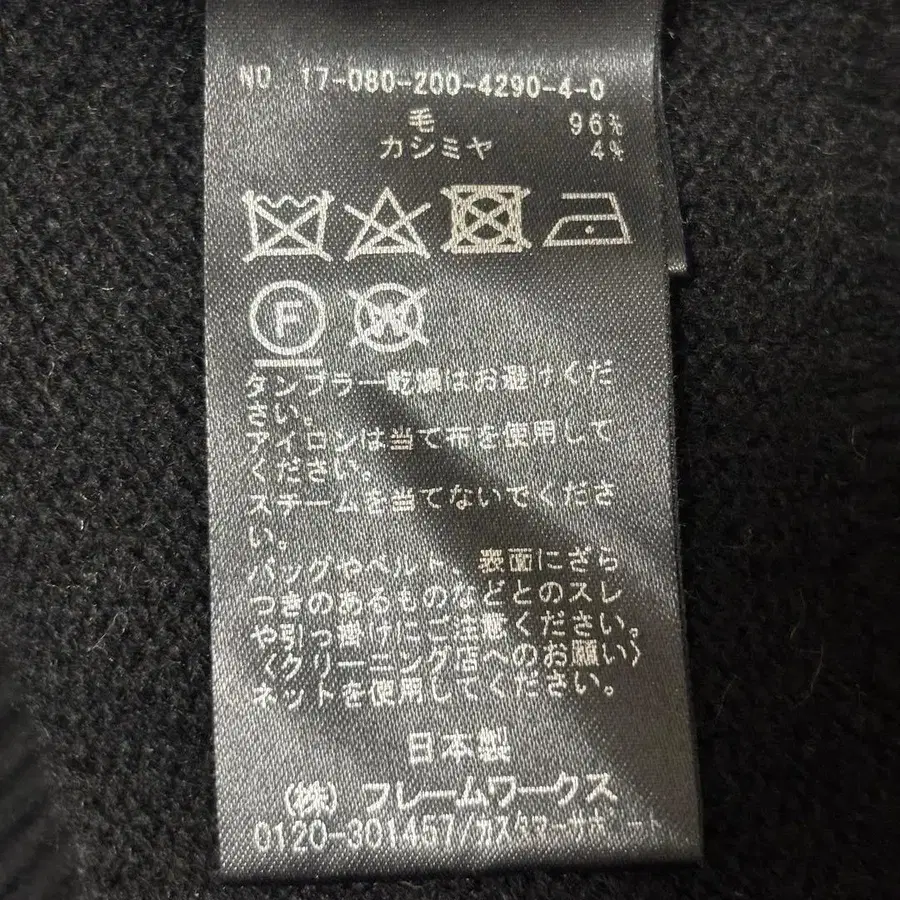 NO 17-080-200-4290-4-0
毛 96%
カシミヤ 4%
F
W
タンブラー乾燥はお避けくだ
さい。
アイロンは当て布を使用して
ください。
スチームを当てないでくださ
い。
バッグやベルト、表面にざら
つきのあるものなどとのスレ
や引っ掛けにご注意ください。
〈クリーニング店へのお願い〉
ネットを使用してください。
日本製
(株) フレームワークス
0120-301457/カスタマーサポート